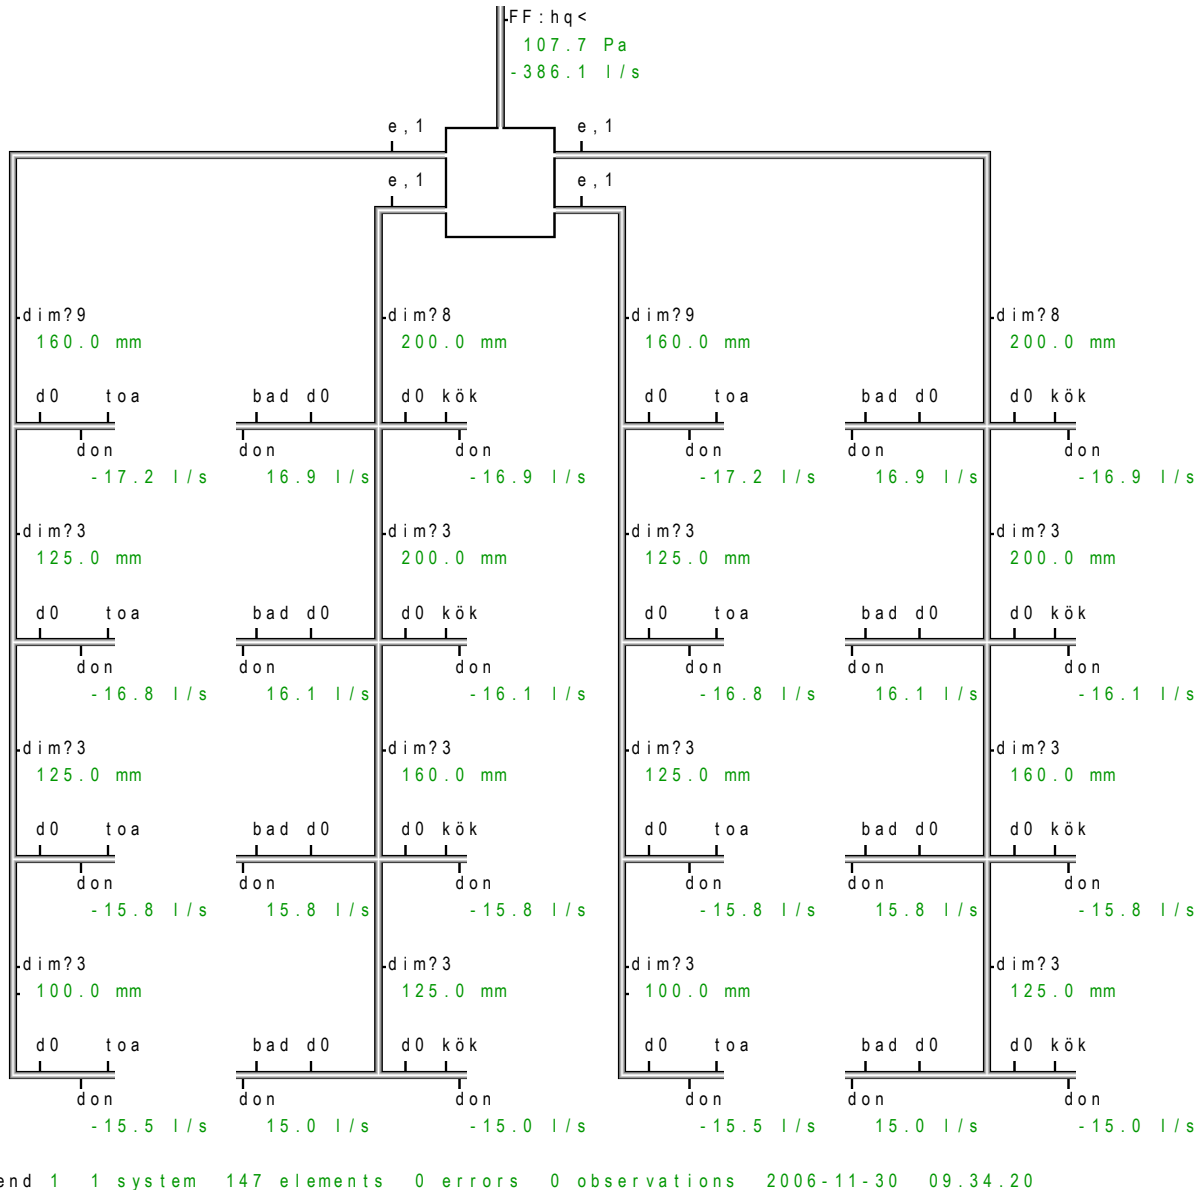 FF:hq<
107.7 Pa
-386.1 l/s
e,1 e,1
e,1 e,1
dim?9 dim?8 dim?9 dim?8
160.0 mm 200.0 mm 160.0 mm 200.0 mm
d0 toa bad d0 d0 kök d0 toa bad d0 d0 kök
don don don don don don
-17.2 l/s 16.9 l/s -16.9 l/s -17.2 l/s 16.9 l/s -16.9 l/s
dim?3 dim?3 dim?3 dim?3
125.0 mm 200.0 mm 125.0 mm 200.0 mm
d0 toa bad d0 d0 kök d0 toa bad d0 d0 kök
don don don don don don
-16.8 l/s 16.1 l/s -16.1 l/s -16.8 l/s 16.1 l/s -16.1 l/s
dim?3 dim?3 dim?3 dim?3
125.0 mm 160.0 mm 125.0 mm 160.0 mm
d0 toa bad d0 d0 kök d0 toa bad d0 d0 kök
don don don don don don
-15.8 l/s 15.8 l/s -15.8 l/s -15.8 l/s 15.8 l/s -15.8 l/s
dim?3 dim?3 dim?3 dim?3
100.0 mm 125.0 mm 100.0 mm 125.0 mm
d0 toa bad d0 d0 kök d0 toa bad d0 d0 kök
don don don don don don
-15.5 l/s 15.0 l/s -15.0 l/s -15.5 l/s 15.0 l/s -15.0 l/s
end 1 1 system 147 elements 0 errors 0 observations 2006-11-30 09.34.20